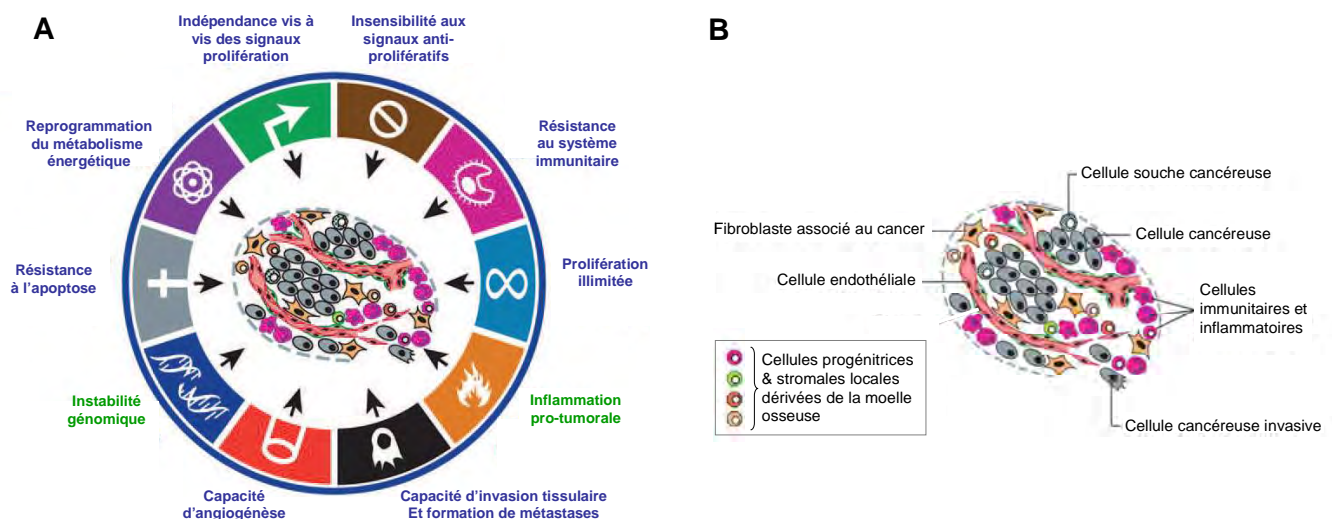 A
Indépendance vis à
vis des signaux
prolifération
Insensibilité aux
signaux anti-
prolifératifs
Reprogrammation
du métabolisme
énergétique
Résistance
au système
immunitaire
Résistance
à l'apoptose
Prolifération
illimitée
Instabilité
génomique
Inflammation
pro-tumorale
Capacité
d'angiogénèse
Capacité d'invasion tissulaire
Et formation de métastases
B
Cellule souche cancéreuse
Fibroblaste associé au cancer
Cellule cancéreuse
Cellule endothéliale
Cellules
immunitaires et
inflammatoires
Cellules progénitrices
& stromales locales
dérivées de la moelle
osseuse
Cellule cancéreuse invasive